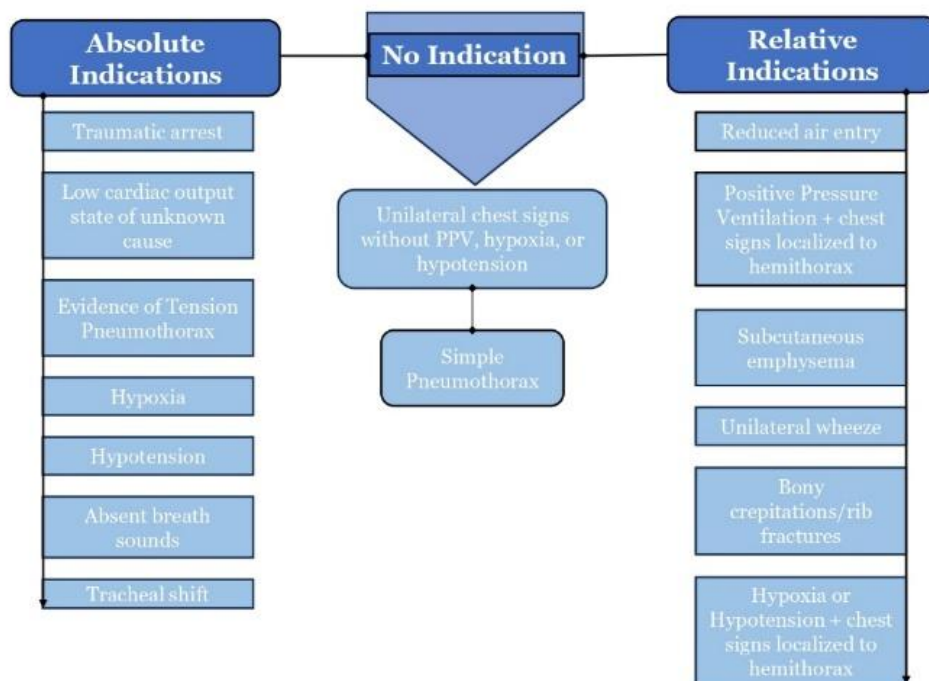 Absolute
Indications
Traumatic arrest
Low cardiac output
state of unknown
cause
Evidence of Tension
Pneumothorax
Hypoxia
Hypotension
Absent breath
sounds
Tracheal shift
No Indication
Unilateral chest signs
without PPV, hypoxia, or
hypotension
Simple
Pneumothorax
Relative
Indications
Reduced air entry
Positive Pressure
Ventilation + chest
signs localized to
hemithorax
Subcutaneous
emphysema
Unilateral wheeze
Bony
crepitations/rib
fractures
Hypoxia or
Hypotension + chest
signs localized to
hemithorax